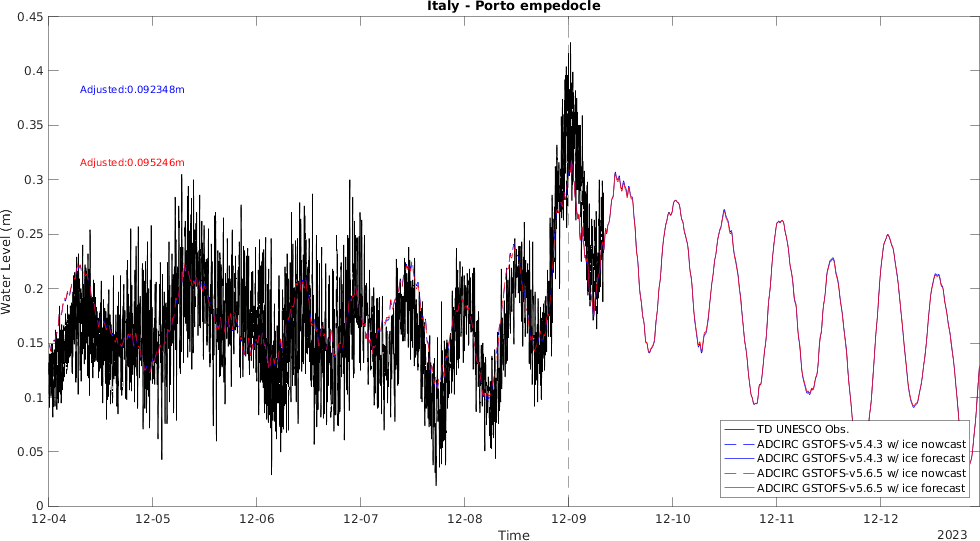 Italy - Porto empedocle
0.45
0.4
0.35
0.3
0.25
0.2
0.15
0.1
0.05
0
Water Level (m)
Adjusted:0.092348m
Adjusted:0.095246m
TD UNESCO Obs.
ADCIRC GSTOFS-v5.4.3 w/ ice nowcast
ADCIRC GSTOFS-v5.4.3 w/ ice forecast
ADCIRC GSTOFS-v5.6.5 w/ ice nowcast
ADCIRC GSTOFS-v5.6.5 w/ ice forecast
12-04 12-05 12-06 12-07 12-08 12-09 12-10 12-11 12-12
Time
2023